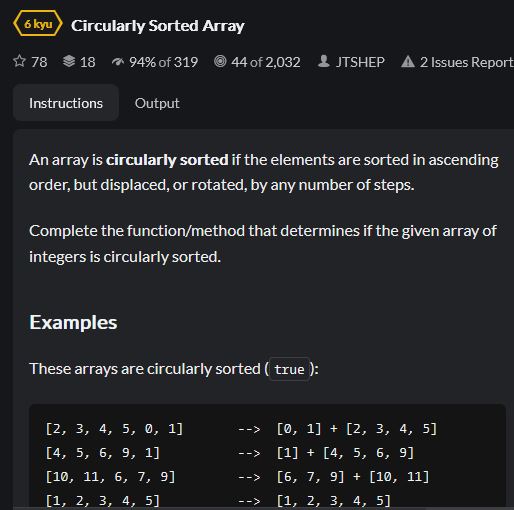 6 kyu Circularly Sorted Array
78 18 94% of 319 44 of 2,032 JTSHEP 2 Issues Report
Instructions Output
An array is circularly sorted if the elements are sorted in ascending
order, but displaced, or rotated, by any number of steps.
Complete the function/method that determines if the given array of
integers is circularly sorted.
Examples
These arrays are circularly sorted (true):
[2, 3, 4, 5, 0, 1] --> [0, 1] + [2, 3, 4, 5]
[4, 5, 6, 9, 1] --> [1] + [4, 5, 6, 9]
[10, 11, 6, 7, 9] --> [6, 7, 9] + [10, 11]
[1, 2, 3, 4, 5] --> [1, 2, 3, 4, 5]